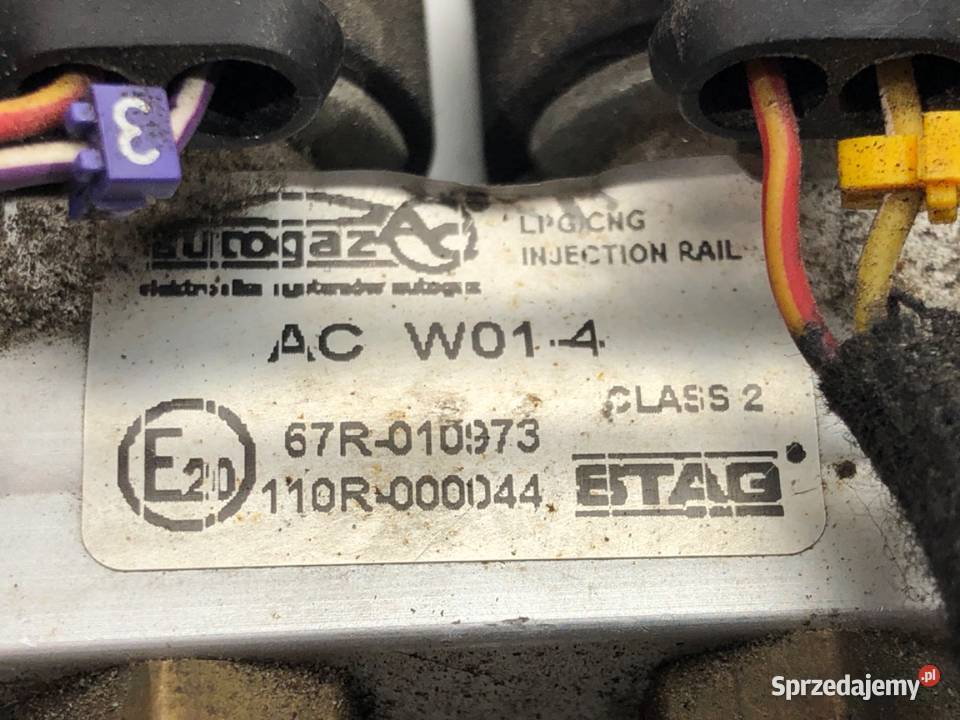 3
autogaz AC
LPG/CNG
INJECTION RAIL
elektronika systemów autogaz
AC W01-4
CLASS 2
E20
67R-010973
110R-000044
STAG
Sprzedajemy.pl